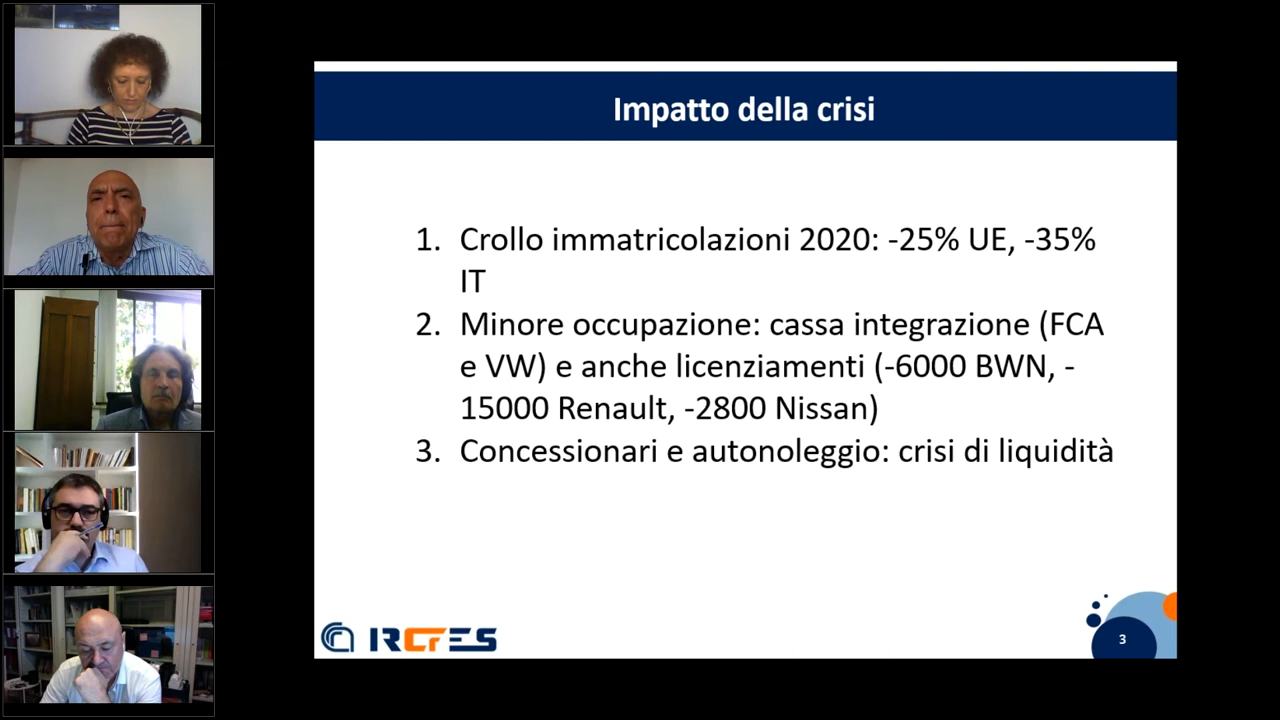 Impatto della crisi
1. Crollo immatricolazioni 2020: -25% UE, -35%
IT
2. Minore occupazione: cassa integrazione (FCA
e VW) e anche licenziamenti (-6000 BWN, -
15000 Renault, -2800 Nissan)
3. Concessionari e autonoleggio: crisi di liquidità
IRCrES
3